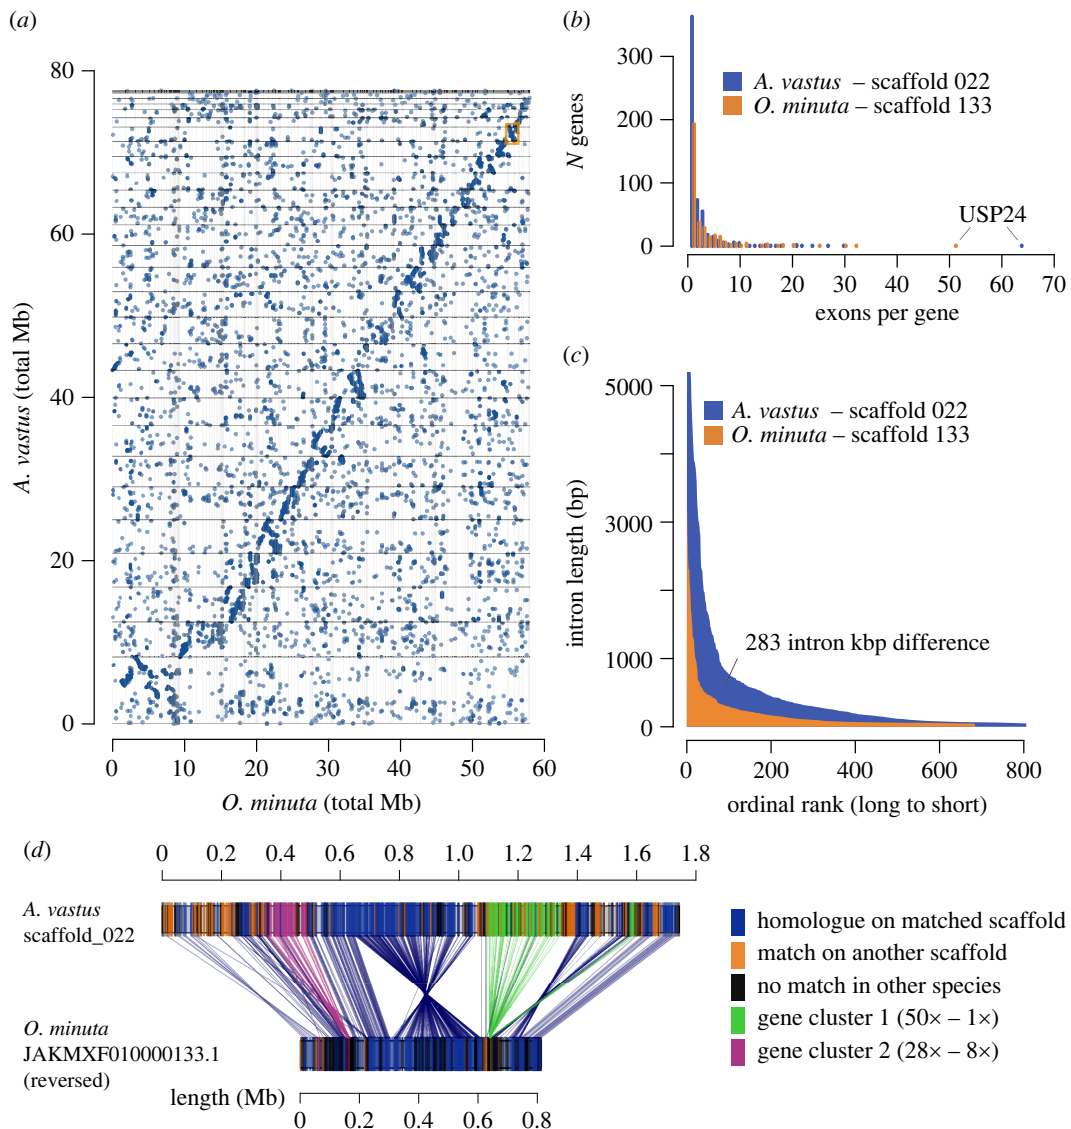 (a)
80
60
40
20
0
A. vastus (total Mb)
0 10 20 30 40 50 60
O. minuta (total Mb)
(b)
300
200
100
0
N genes
A. vastus – scaffold 022
O. minuta – scaffold 133
USP24
0 10 20 30 40 50 60 70
exons per gene
(c)
5000
3000
1000
0
intron length (bp)
A. vastus – scaffold 022
O. minuta – scaffold 133
283 intron kbp difference
0 200 400 600 800
ordinal rank (long to short)
(d)
0 0.2 0.4 0.6 0.8 1.0 1.2 1.4 1.6 1.8
A. vastus
scaffold_022
O. minuta
JAKMXF010000133.1
(reversed)
length (Mb)
0 0.2 0.4 0.6 0.8
homologue on matched scaffold
match on another scaffold
no match in other species
gene cluster 1 (50× – 1×)
gene cluster 2 (28× – 8×)